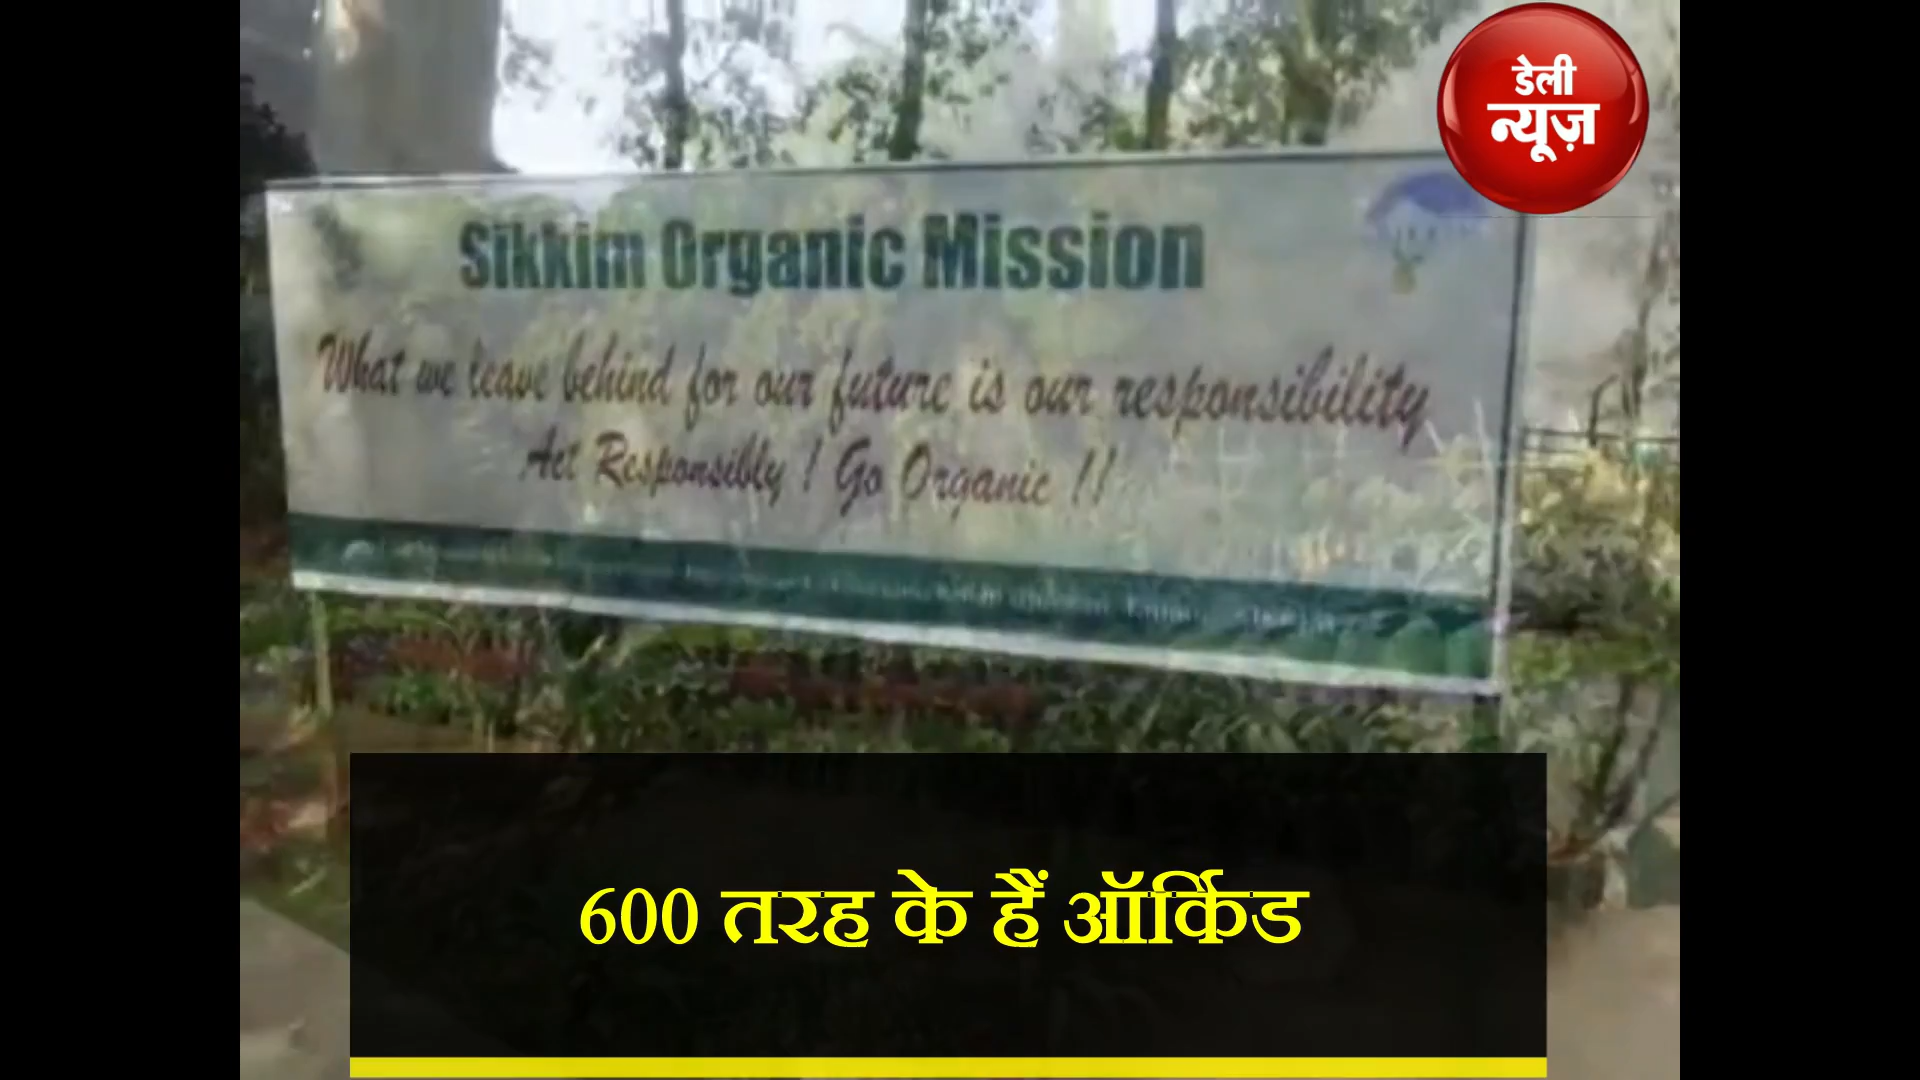 डेली
न्यूज़
Sikkim Organic Mission
What we leave behind for our future is our responsibility
Act Responsibly ! Go Organic !!
600 तरह के हैं ऑर्किड